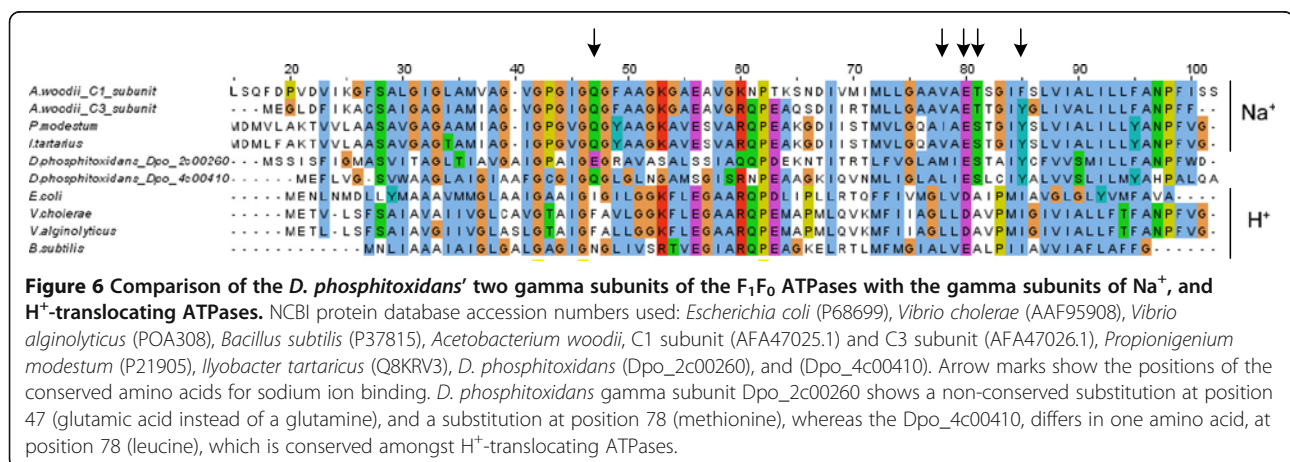 20 30 40 50 60 70 80 90 100
A.woodii_C1_subunit LSQFDPVDVIKGFSALGIGLAMVAG-VGPGIGQGFAAGKGAEAVGKNPTKSNDIVMIMLLGAAVAETSGIFSLVIALILLFANPFISS
A.woodii_C3_subunit ---MEGLDFIKACSAIGAGIAMIAG-VGPGIGQGFAAGKGAEAVGRQPEAQSDIIRTMLLGAAVAETTGIYGLIVALILLFANPFF--
P.modestum MDMVLAKTVVLAASAVGAGAAMIAG-IGPGVGQGYAAGKAVESVARQPEAKGDIISTMVLGQAIAESTGIYSLVIALILLYANPFVG-
I.tartarius MDMLFAKTVVLAASAVGAGTAMIAG-IGPGVGQGYAAGKAVESVARQPEAKGDIISTMVLGQAIAESTGIYSLVIALILLYANPFVG-
D.phosphitoxidans_Dpo_2c00260 ---MSSISFIGMASVITAGLTIAVGAIGPAIGEGRAVASALSSIAQQPDEKNTITRTLFVGLAMIESTAIYCFVVSMILLFANPFWD-
D.phosphitoxidans_Dpo_4c00410 ----MEFLVG-SVWAAGLAIGIAAFGCGIGQGLGLNGAMSGISRNPEAAGKIQVNMLIGLALIESLCIYALVVSLILMYAHPALQA
E.coli MENLNMDLLYMAAAVMMGLAAIGAAIGIGILGGKFLEGAARQPDLIPLLRTQFFIVMGLVDAIPMIAVGLGLYVMFAVA
V.cholerae ----METV-LSFSAIAVAIIVGLCAVGTAIGFAVLGGKFLEGAARQPEMAPMLQVKMFIIAGLLDAVPMIGIVIALLFTFANPFVG-
V.alginolyticus ----METL-LSFSAIAVGIIVGLASLGTAIGFALLGGKFLEGAARQPEMAPMLQVKMFIIAGLLDAVPMIGIVIALLFTFANPFVG-
B.subtilis MNLIAAAIAIGLGALGAGIGNGLIVSRTVEGIARQPEAGKELRTLMFMGIALVEALPIIAVVIAFLAFFG
Na⁺
H⁺
Figure 6 Comparison of the D. phosphitoxidans' two gamma subunits of the F₁F₀ ATPases with the gamma subunits of Na⁺, and
H⁺-translocating ATPases. NCBI protein database accession numbers used: Escherichia coli (P68699), Vibrio cholerae (AAF95908), Vibrio
alginolyticus (POA308), Bacillus subtilis (P37815), Acetobacterium woodii, C1 subunit (AFA47025.1) and C3 subunit (AFA47026.1), Propionigenium
modestum (P21905), Ilyobacter tartaricus (Q8KRV3), D. phosphitoxidans (Dpo_2c00260), and (Dpo_4c00410). Arrow marks show the positions of the
conserved amino acids for sodium ion binding. D. phosphitoxidans gamma subunit Dpo_2c00260 shows a non-conserved substitution at position
47 (glutamic acid instead of a glutamine), and a substitution at position 78 (methionine), whereas the Dpo_4c00410, differs in one amino acid, at
position 78 (leucine), which is conserved amongst H⁺-translocating ATPases.